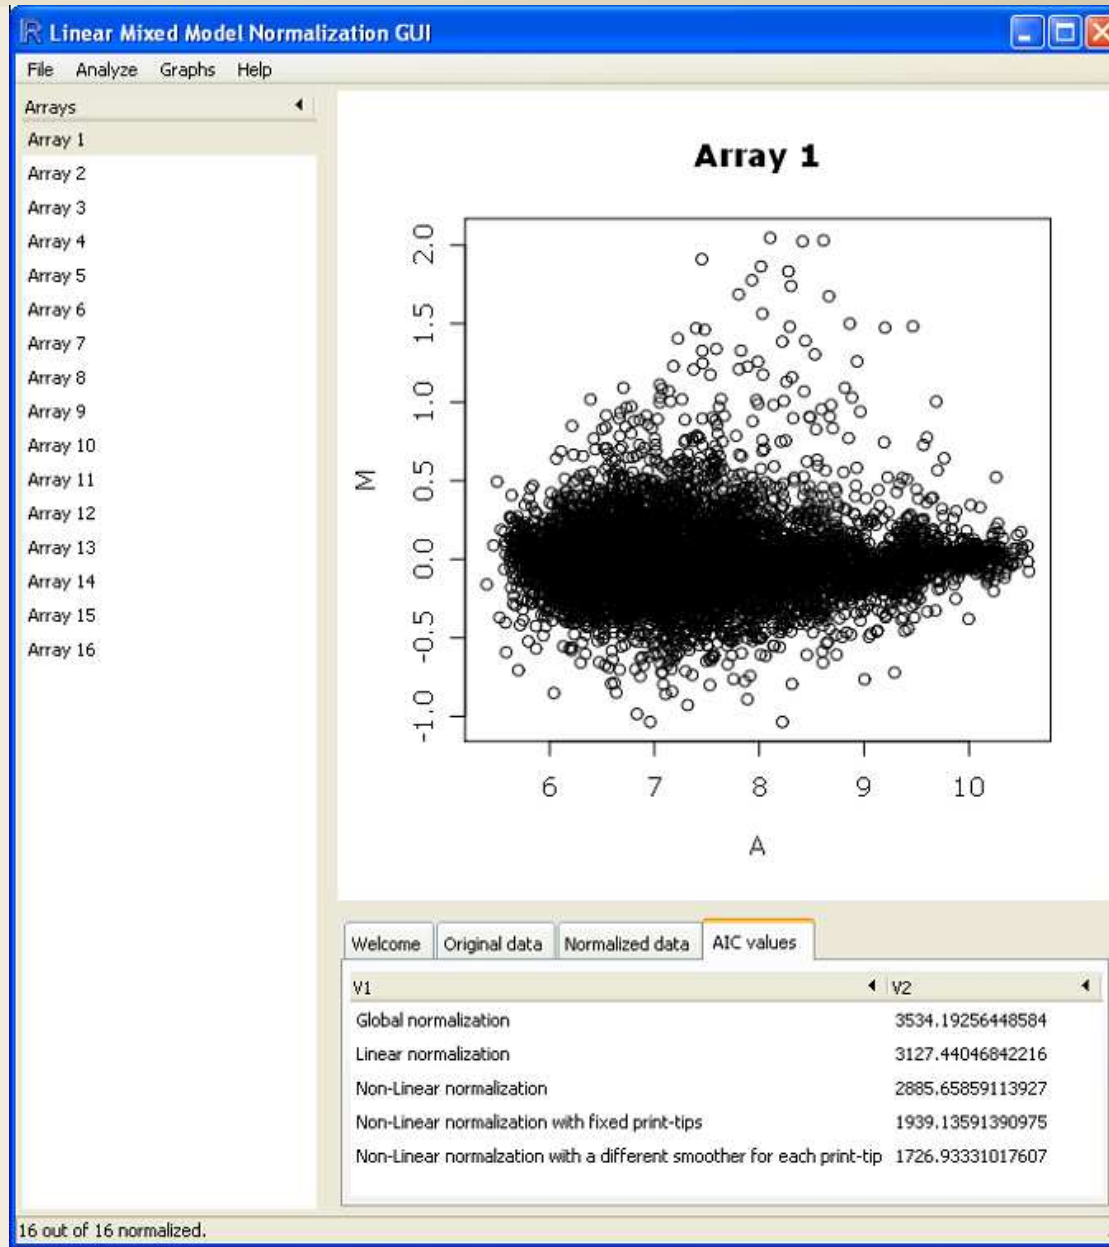 Linear Mixed Model Normalization GUI
File Analyze Graphs Help
Arrays
Array 1
Array 2
Array 3
Array 4
Array 5
Array 6
Array 7
Array 8
Array 9
Array 10
Array 11
Array 12
Array 13
Array 14
Array 15
Array 16
Array 1
2.0
1.5
1.0
0.5
0.0
-0.5
-1.0
M
6 7 8 9 10
A
Welcome Original data Normalized data AIC values
V1 V2
Global normalization 3534.19256448584
Linear normalization 3127.44046842216
Non-Linear normalization 2885.65859113927
Non-Linear normalization with fixed print-tips 1939.13591390975
Non-Linear normalzation with a different smoother for each print-tip 1726.93331017607
16 out of 16 normalized.